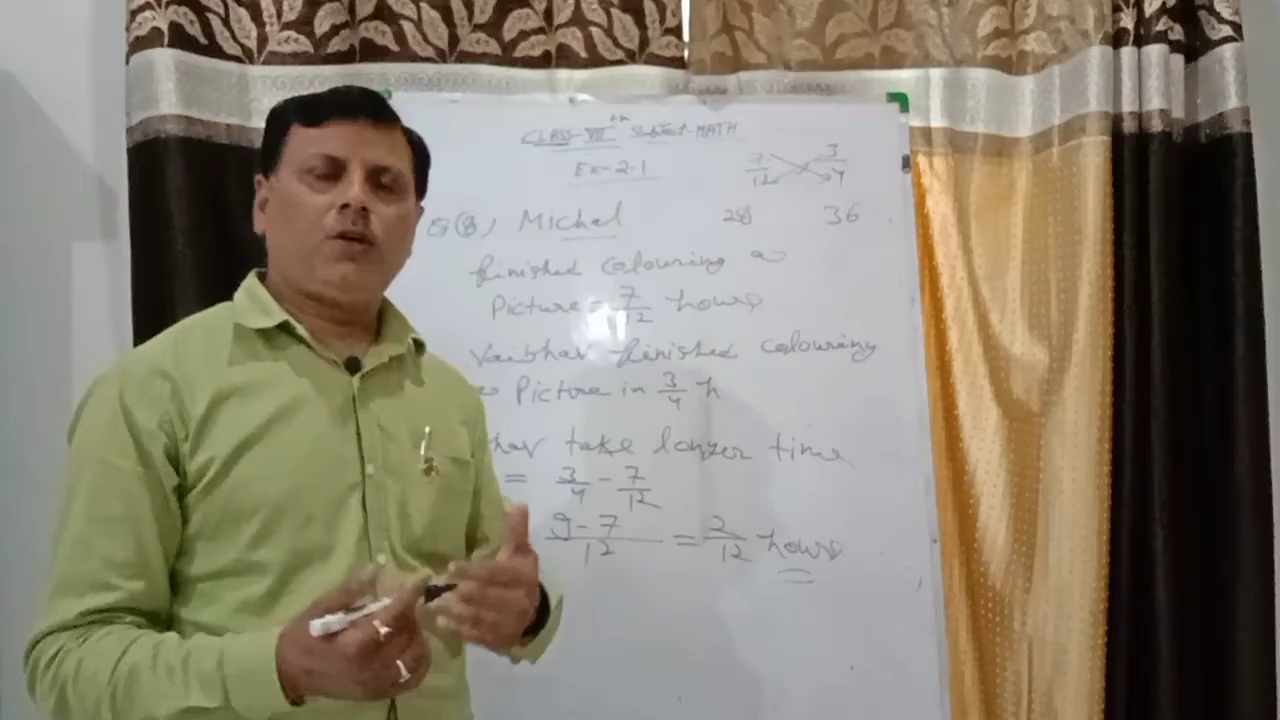 CLASS-VII th Subject-MATH
Ex-2.1
7/12 3/4
28 36
Q(8) Michel
finished colouring a
Picture = 7/12 hours
Vaibhav finished colouring
a Picture in 3/4 h
hav take longer time
= 3/4 - 7/12
9-7/12 = 2/12 hours